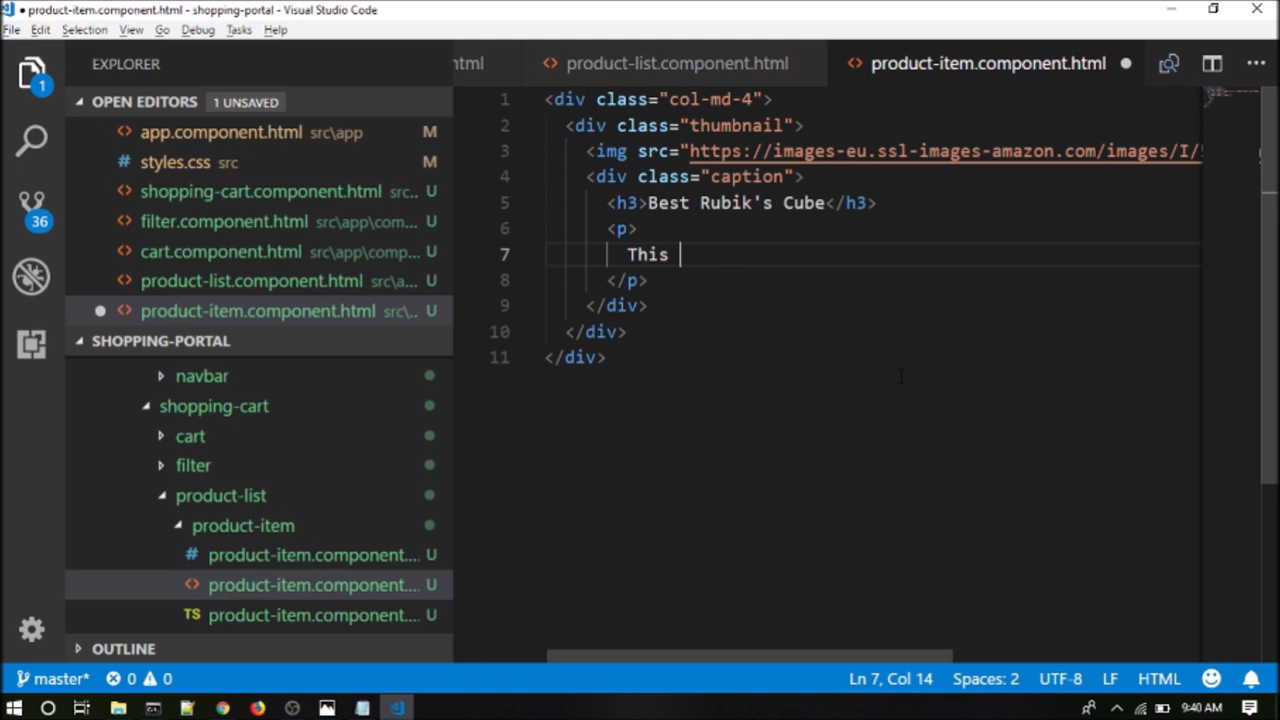 product-item.component.html - shopping-portal - Visual Studio Code
File Edit Selection View Go Debug Tasks Help
EXPLORER
OPEN EDITORS 1 UNSAVED
app.component.html src\app M
styles.css src M
shopping-cart.component.html src... U
filter.component.html src\app\com... U
cart.component.html src\app\comp... U
product-list.component.html src\a... U
product-item.component.html src\... U
SHOPPING-PORTAL
navbar
shopping-cart
cart
filter
product-list
product-item
# product-item.component.... U
<> product-item.component.... U
TS product-item.component.... U
OUTLINE
html product-list.component.html product-item.component.html
1 <div class="col-md-4">
2 <div class="thumbnail">
3 <img src="https://images-eu.ssl-images-amazon.com/images/I/
4 <div class="caption">
5 <h3>Best Rubik's Cube</h3>
6 <p>
7 This
8 </p>
9 </div>
10 </div>
11 </div>
1
36
master* 0 0 Ln 7, Col 14 Spaces: 2 UTF-8 LF HTML
9:40 AM